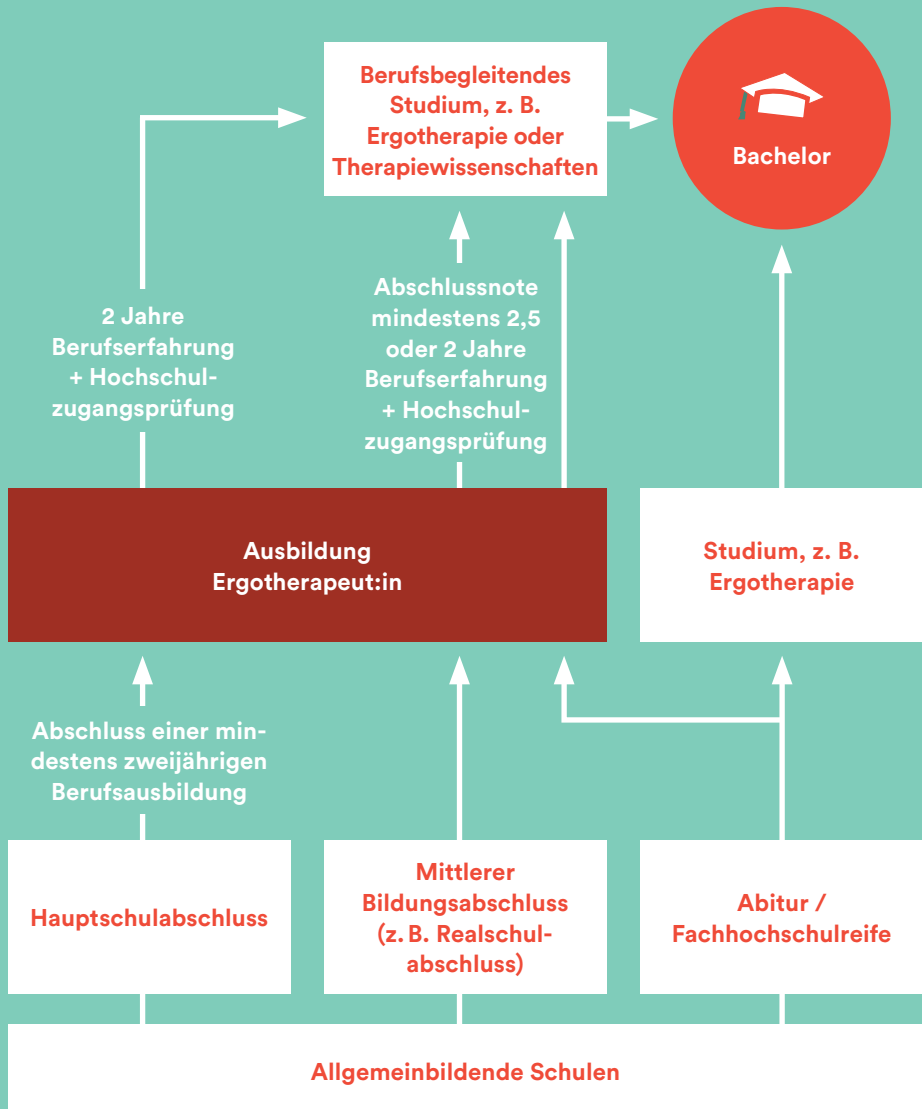 Berufsbegleitendes
Studium, z. B.
Ergotherapie oder
Therapiewissenschaften
Bachelor
2 Jahre
Berufserfahrung
+ Hochschul-
zugangsprüfung
Abschlussnote
mindestens 2,5
oder 2 Jahre
Berufserfahrung
+ Hochschul-
zugangsprüfung
Ausbildung
Ergotherapeut:in
Studium, z. B.
Ergotherapie
Abschluss einer min-
destens zweijährigen
Berufsausbildung
Hauptschulabschluss
Mittlerer
Bildungsabschluss
(z. B. Realschul-
abschluss)
Abitur /
Fachhochschulreife
Allgemeinbildende Schulen